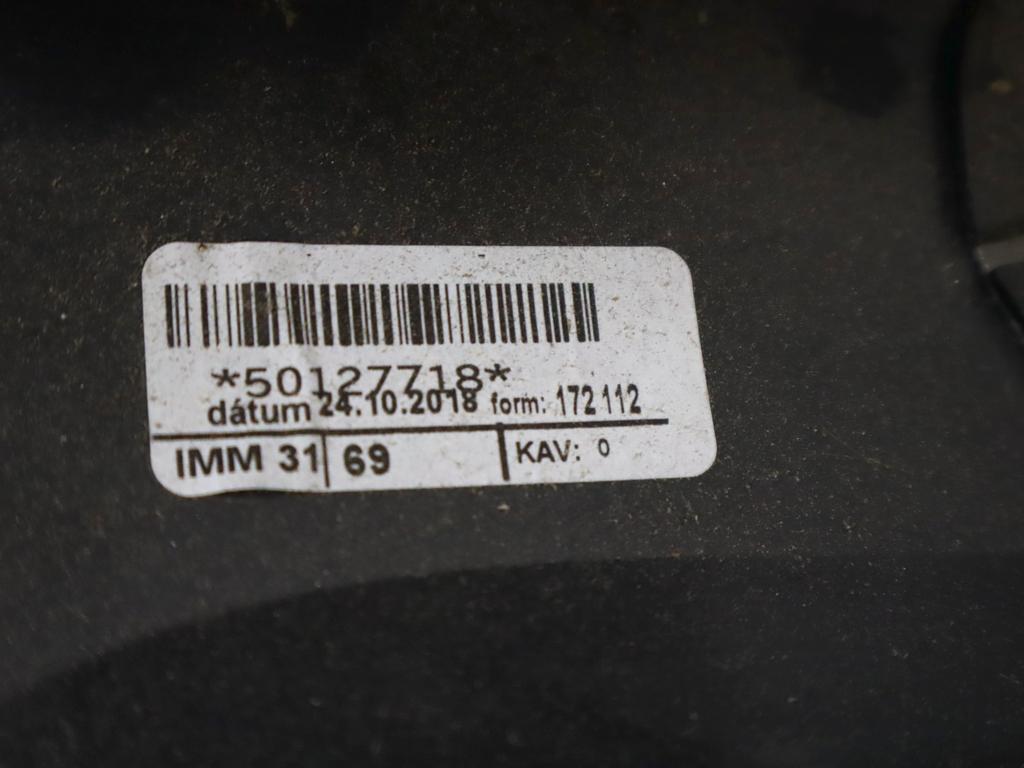 *50127718*
dátum 24.10.2018 form: 172 112
IMM 31 69 KAV: 0